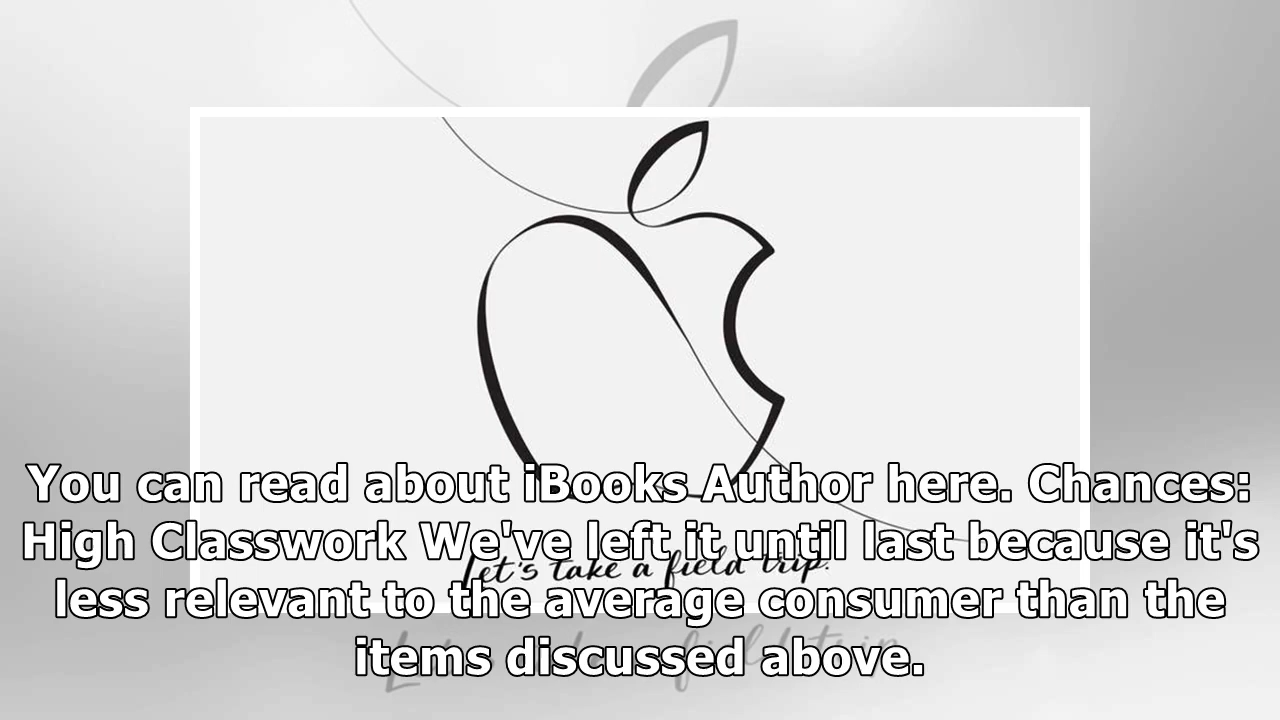 You can read about iBooks Author here. Chances:
High Classwork We've left it until last because it's
Let's take a field trip.
less relevant to the average consumer than the
items discussed above.